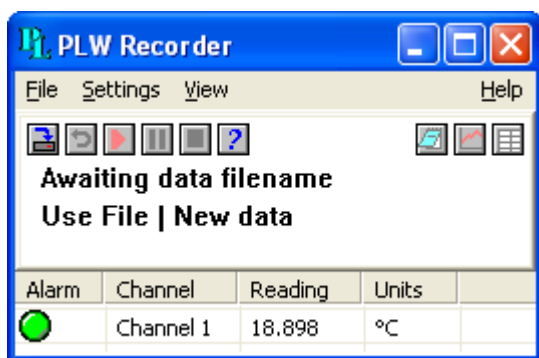 PLW Recorder
File Settings View Help
?
Awaiting data filename
Use File | New data
Alarm Channel Reading Units
Channel 1 18.898 °C